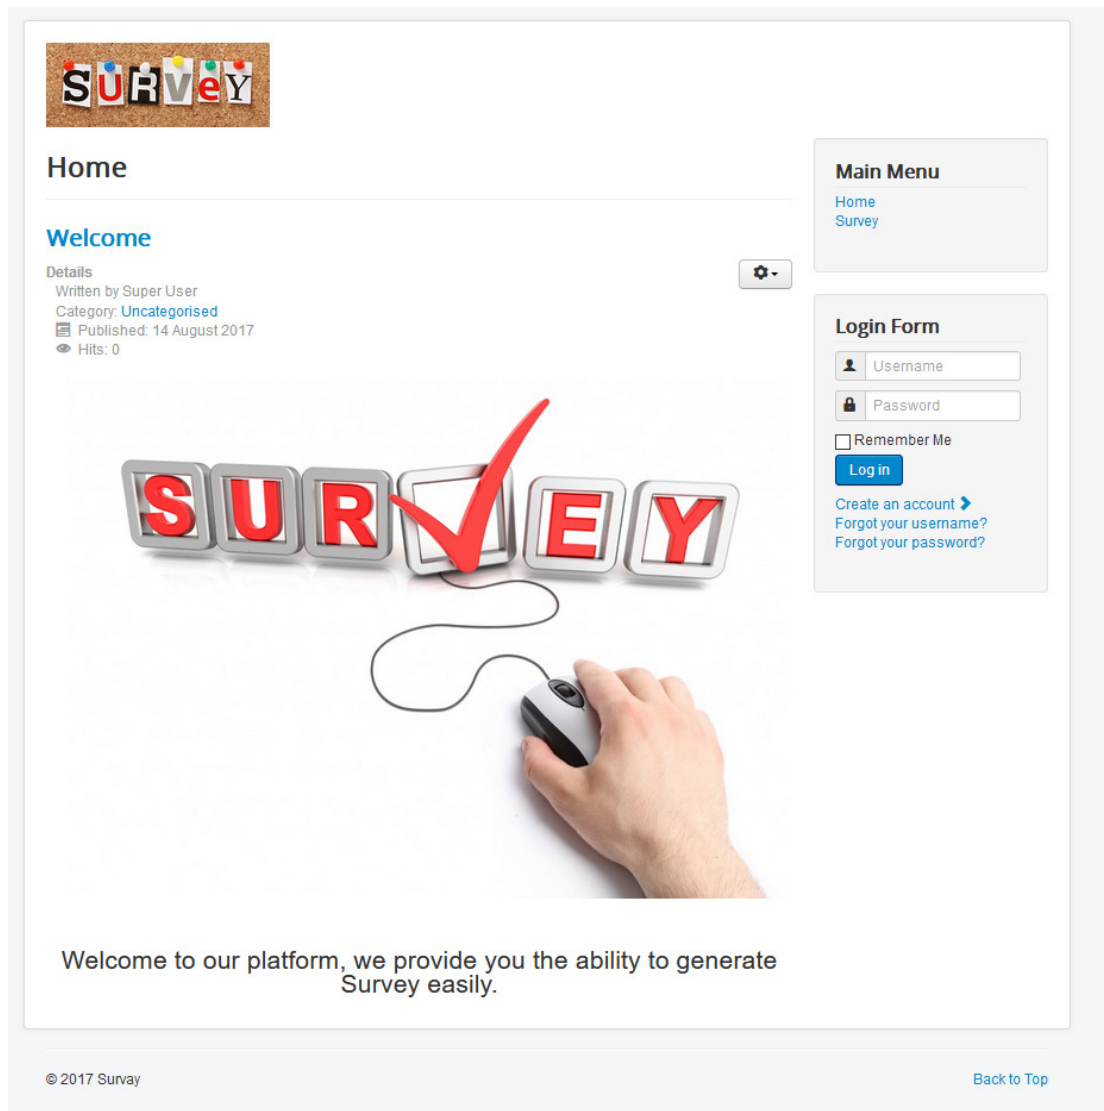 SURVeY
Home
Welcome
Details
Written by Super User
Category: Uncategorised
Published: 14 August 2017
Hits: 0
SUREY
Welcome to our platform, we provide you the ability to generate
Survey easily.
Main Menu
Home
Survey
Login Form
Username
Password
Remember Me
Log in
Create an account
Forgot your username?
Forgot your password?
© 2017 Survay
Back to Top